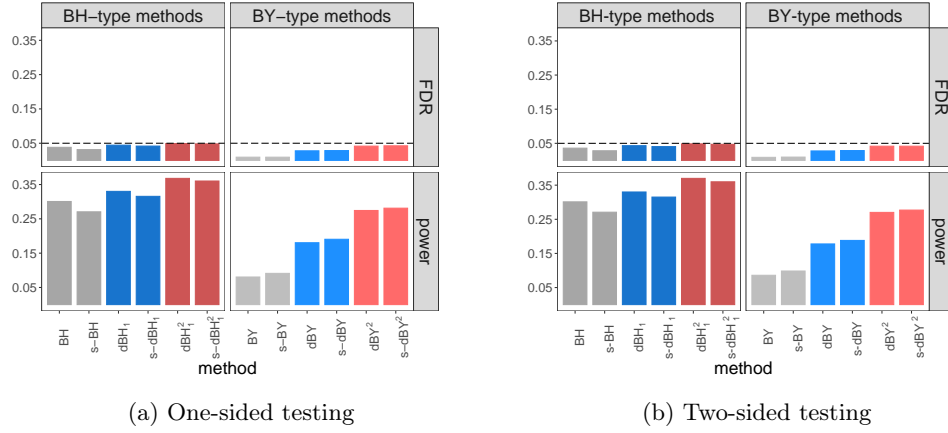 BH−type methods BY−type methods
0.35
0.25
0.15
0.05
FDR
0.35
0.25
0.15
0.05
power
BH s−BH dBH₁ s−dBH₁ dBH²₁ s−dBH²₁ BY s−BY dBY s−dBY dBY² s−dBY²
method
(a) One-sided testing
BH-type methods BY-type methods
0.35
0.25
0.15
0.05
FDR
0.35
0.25
0.15
0.05
power
BH s-BH dBH₁ s-dBH₁ dBH²₁ s-dBH²₁ BY s-BY dBY s-dBY dBY² s-dBY²
method
(b) Two-sided testing